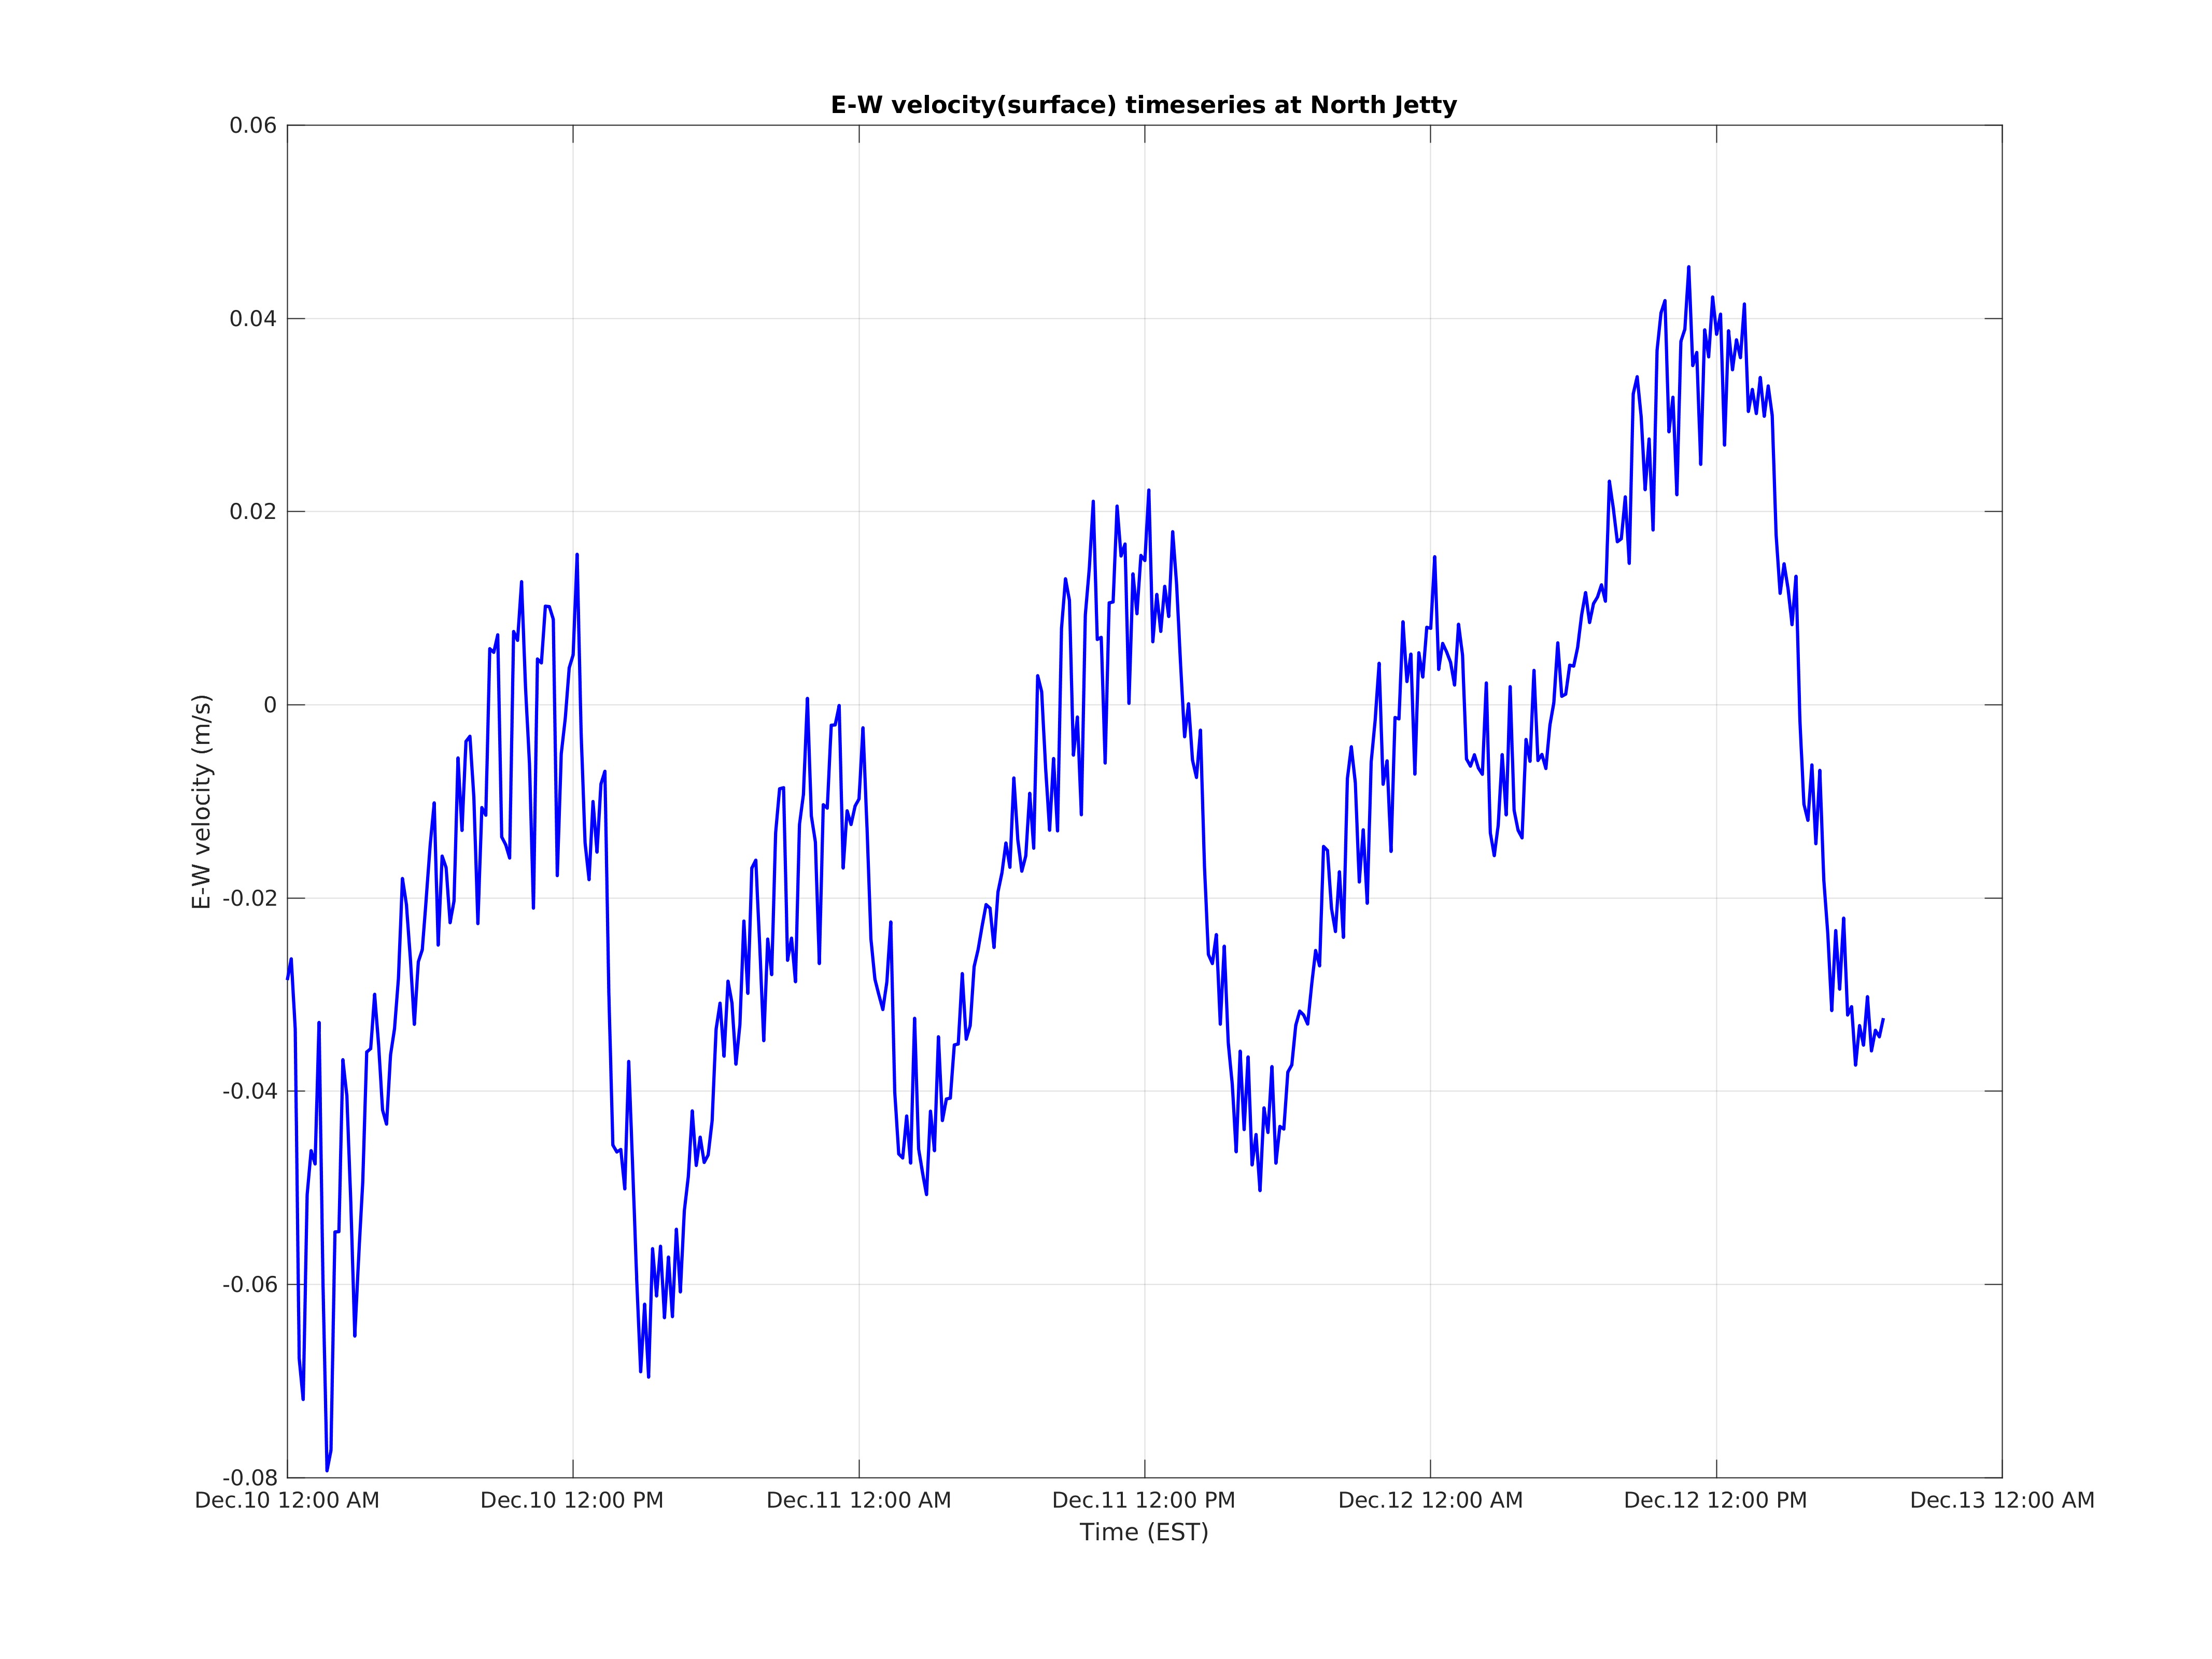 E-W velocity(surface) timeseries at North Jetty
0.06
0.04
0.02
0
-0.02
-0.04
-0.06
-0.08
E-W velocity (m/s)
Dec.10 12:00 AM Dec.10 12:00 PM Dec.11 12:00 AM Dec.11 12:00 PM Dec.12 12:00 AM Dec.12 12:00 PM Dec.13 12:00 AM
Time (EST)